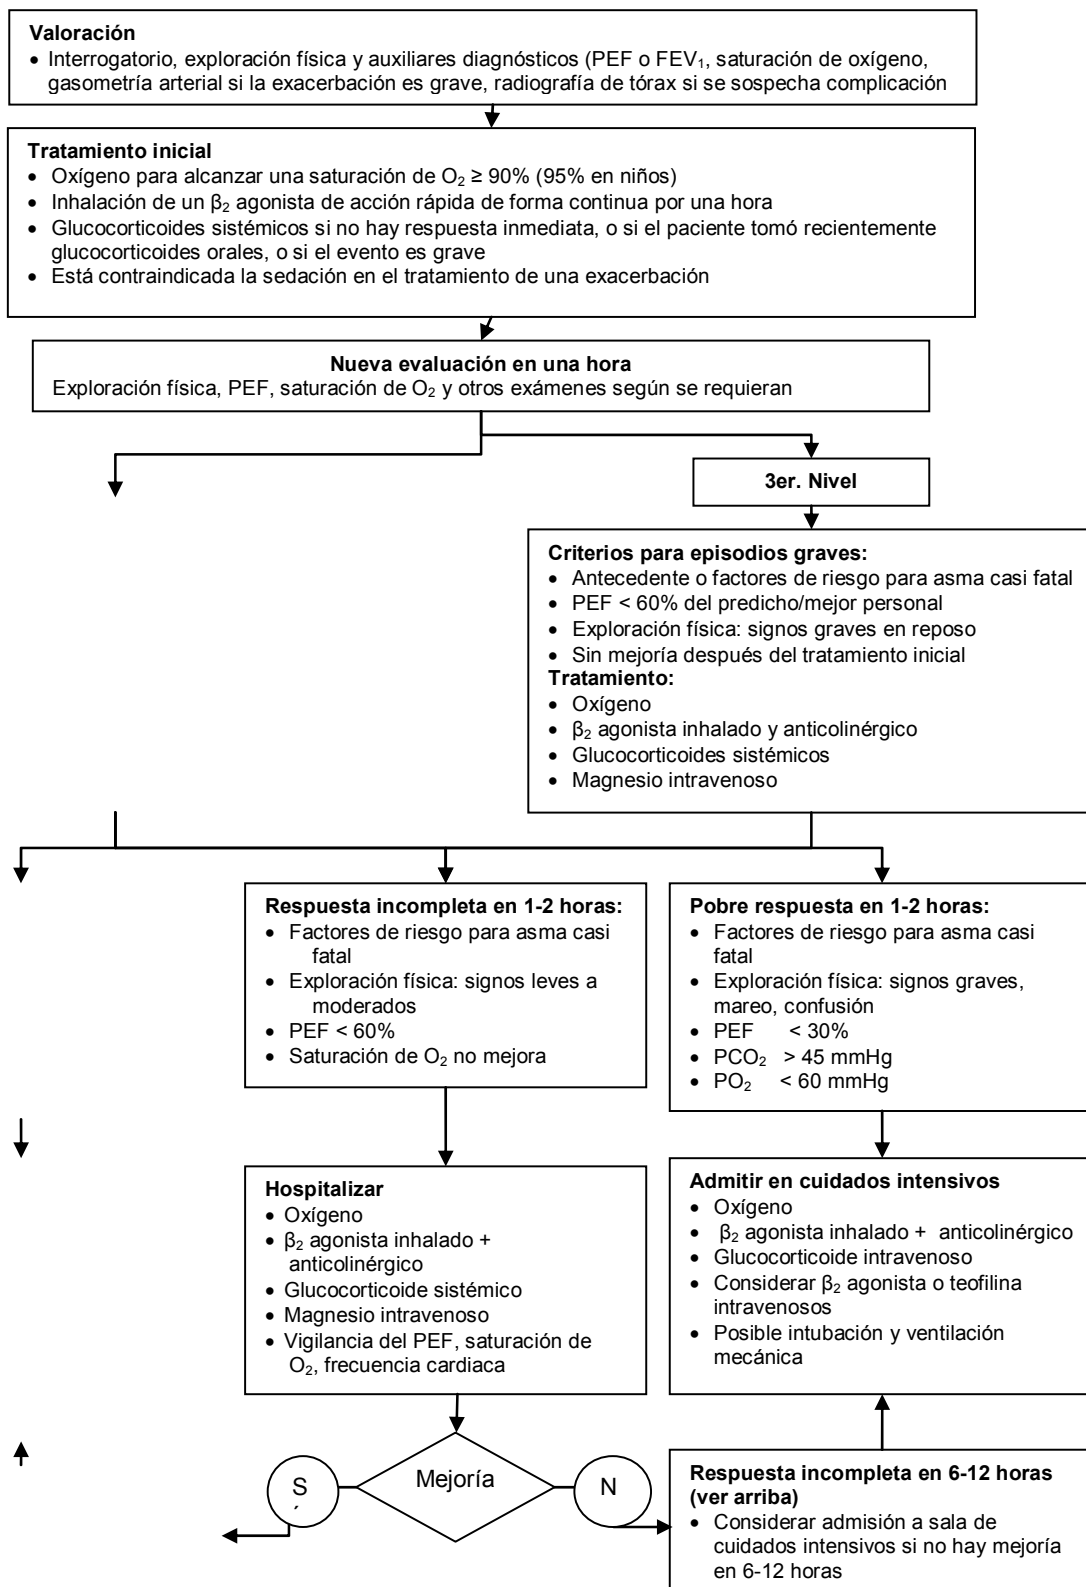 Valoración
• Interrogatorio, exploración física y auxiliares diagnósticos (PEF o FEV₁, saturación de oxígeno,
gasometría arterial si la exacerbación es grave, radiografía de tórax si se sospecha complicación
Tratamiento inicial
• Oxígeno para alcanzar una saturación de O₂ ≥ 90% (95% en niños)
• Inhalación de un β₂ agonista de acción rápida de forma continua por una hora
• Glucocorticoides sistémicos si no hay respuesta inmediata, o si el paciente tomó recientemente
glucocorticoides orales, o si el evento es grave
• Está contraindicada la sedación en el tratamiento de una exacerbación
Nueva evaluación en una hora
Exploración física, PEF, saturación de O₂ y otros exámenes según se requieran
3er. Nivel
Criterios para episodios graves:
• Antecedente o factores de riesgo para asma casi fatal
• PEF < 60% del predicho/mejor personal
• Exploración física: signos graves en reposo
• Sin mejoría después del tratamiento inicial
Tratamiento:
• Oxígeno
• β₂ agonista inhalado y anticolinérgico
• Glucocorticoides sistémicos
• Magnesio intravenoso
Respuesta incompleta en 1-2 horas:
• Factores de riesgo para asma casi
fatal
• Exploración física: signos leves a
moderados
• PEF < 60%
• Saturación de O₂ no mejora
Pobre respuesta en 1-2 horas:
• Factores de riesgo para asma casi
fatal
• Exploración física: signos graves,
mareo, confusión
• PEF < 30%
• PCO₂ > 45 mmHg
• PO₂ < 60 mmHg
Hospitalizar
• Oxígeno
• β₂ agonista inhalado +
anticolinérgico
• Glucocorticoide sistémico
• Magnesio intravenoso
• Vigilancia del PEF, saturación de
O₂, frecuencia cardiaca
Admitir en cuidados intensivos
• Oxígeno
• β₂ agonista inhalado + anticolinérgico
• Glucocorticoide intravenoso
• Considerar β₂ agonista o teofilina
intravenosos
• Posible intubación y ventilación
mecánica
S
Mejoría
N
Respuesta incompleta en 6-12 horas
(ver arriba)
• Considerar admisión a sala de
cuidados intensivos si no hay mejoría
en 6-12 horas